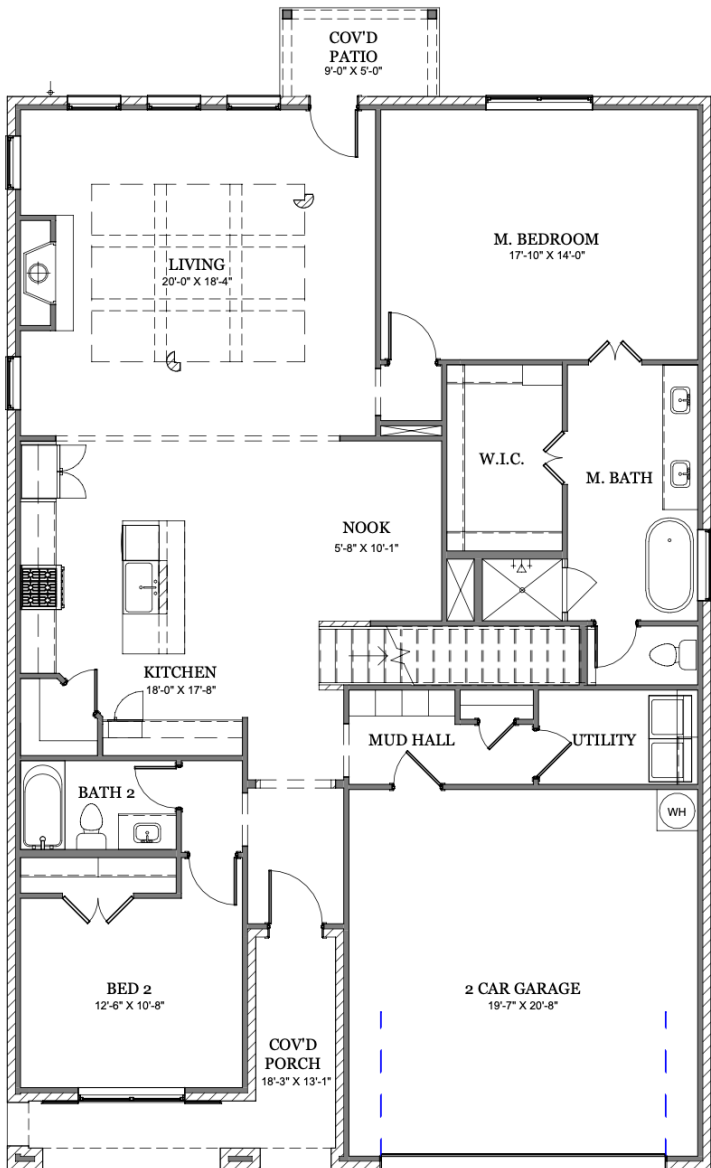 COV'D
PATIO
9'-0" X 5'-0"
M. BEDROOM
17'-10" X 14'-0"
LIVING
20'-0" X 18'-4"
W.I.C.
M. BATH
NOOK
5'-8" X 10'-1"
KITCHEN
18'-0" X 17'-8"
MUD HALL
UTILITY
BATH 2
WH
BED 2
12'-6" X 10'-8"
2 CAR GARAGE
19'-7" X 20'-8"
COV'D
PORCH
18'-3" X 13'-1"